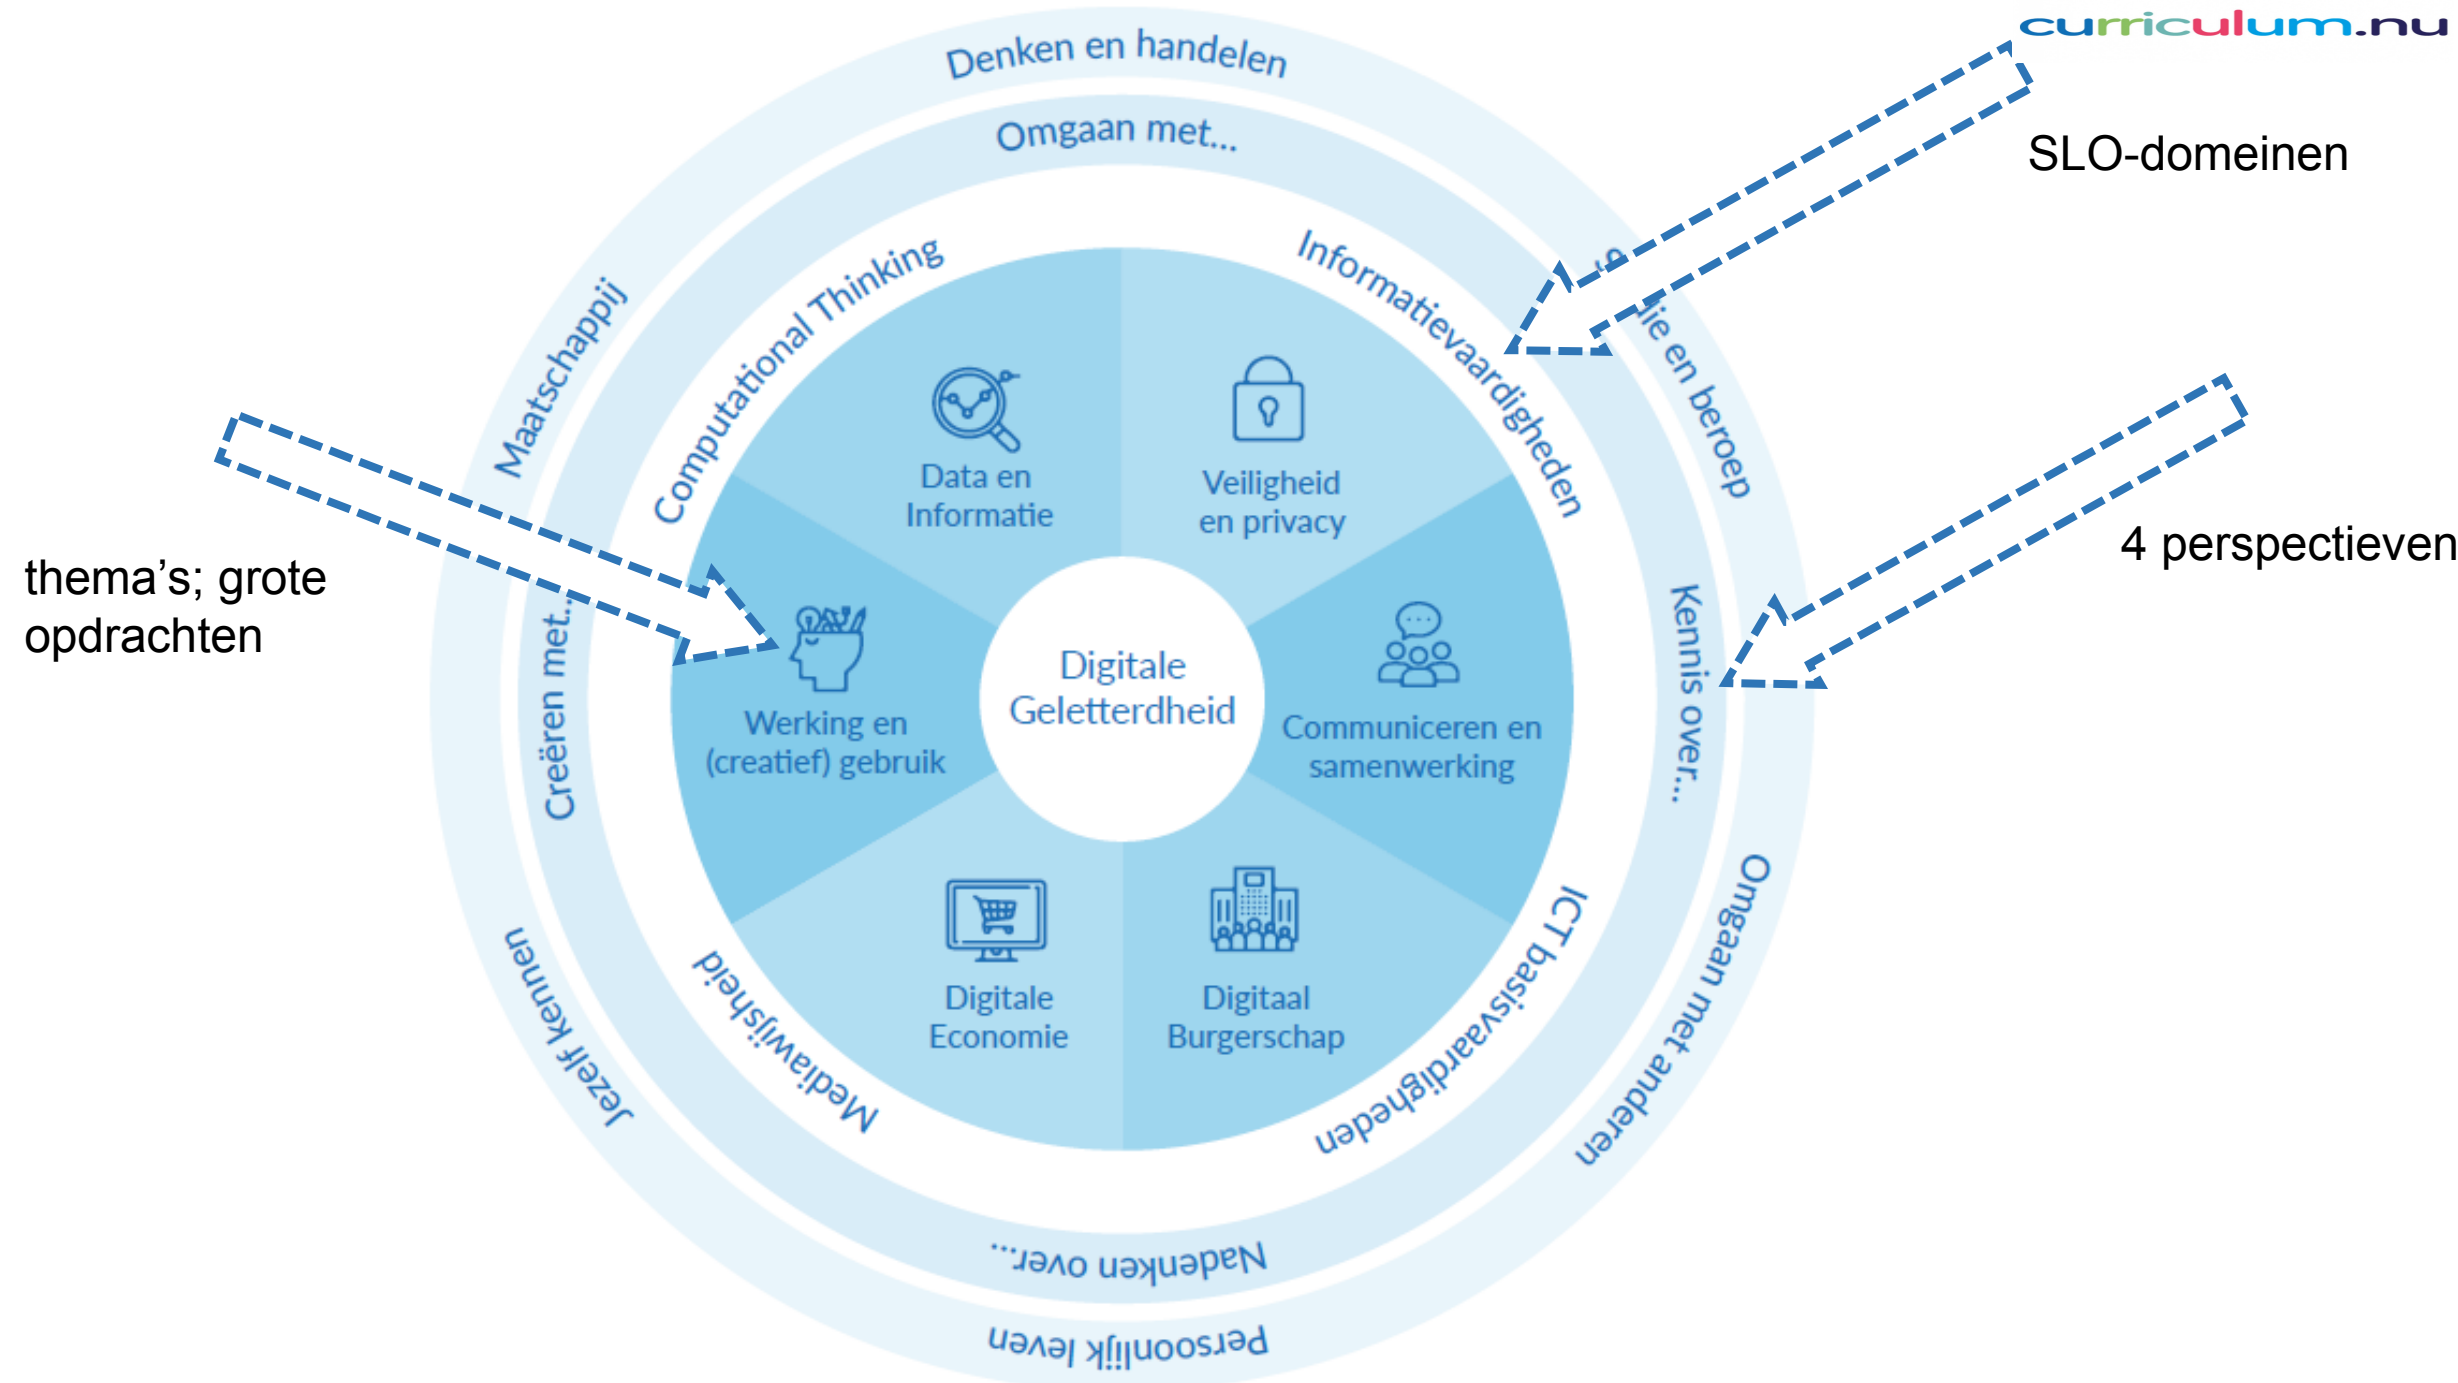 curriculum.nu
Denken en handelen
Omgaan met...
SLO-domeinen
Computational Thinking
Informatievaardigheden
Maatschappij
en beroep
Data en
Informatie
Veiligheid
en privacy
4 perspectieven
thema's; grote
opdrachten
Creëren met...
Werking en
(creatief) gebruik
Digitale
Geletterdheid
Communiceren en
samenwerking
Kennis over...
Digitale
Economie
Digitaal
Burgerschap
Mediawijsheid
ICT basisvaardigheden
Jezelf kennen
Omgaan met anderen
Nadenken over...
Persoonlijk leven